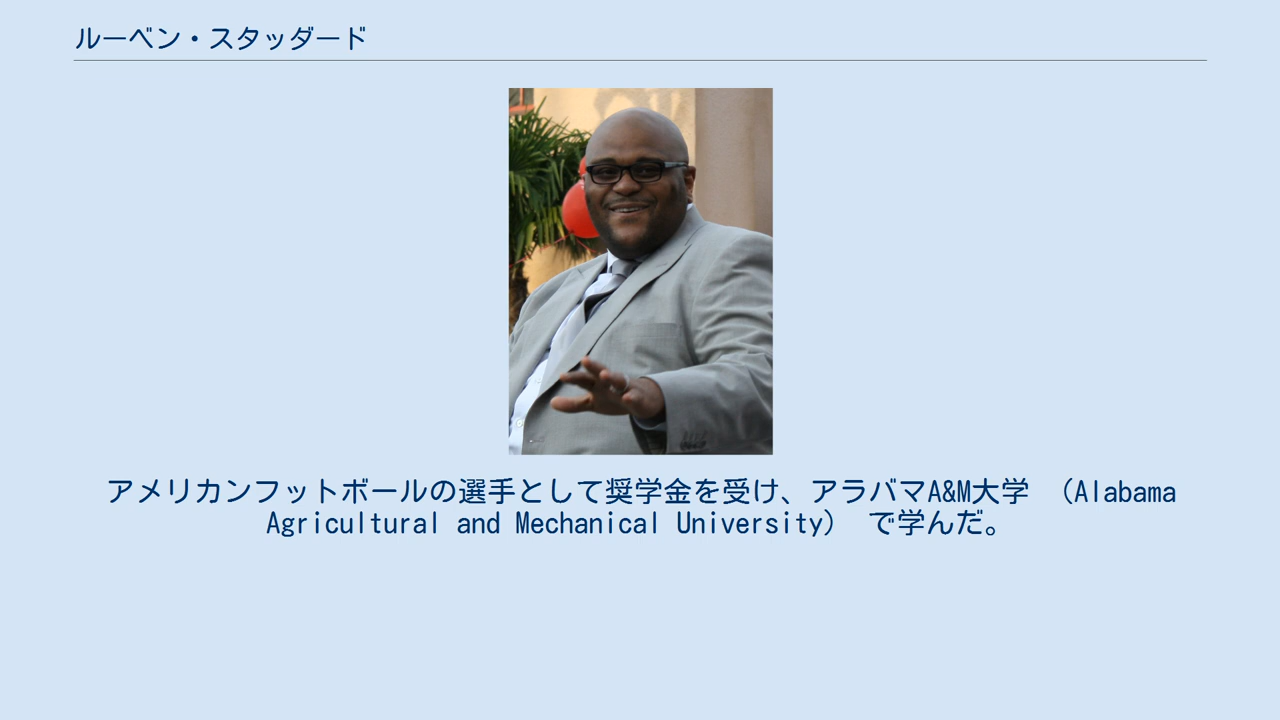 ルーベン・スタッダード
アメリカンフットボールの選手として奨学金を受け、アラバマA&M大学 （Alabama
Agricultural and Mechanical University） で学んだ。